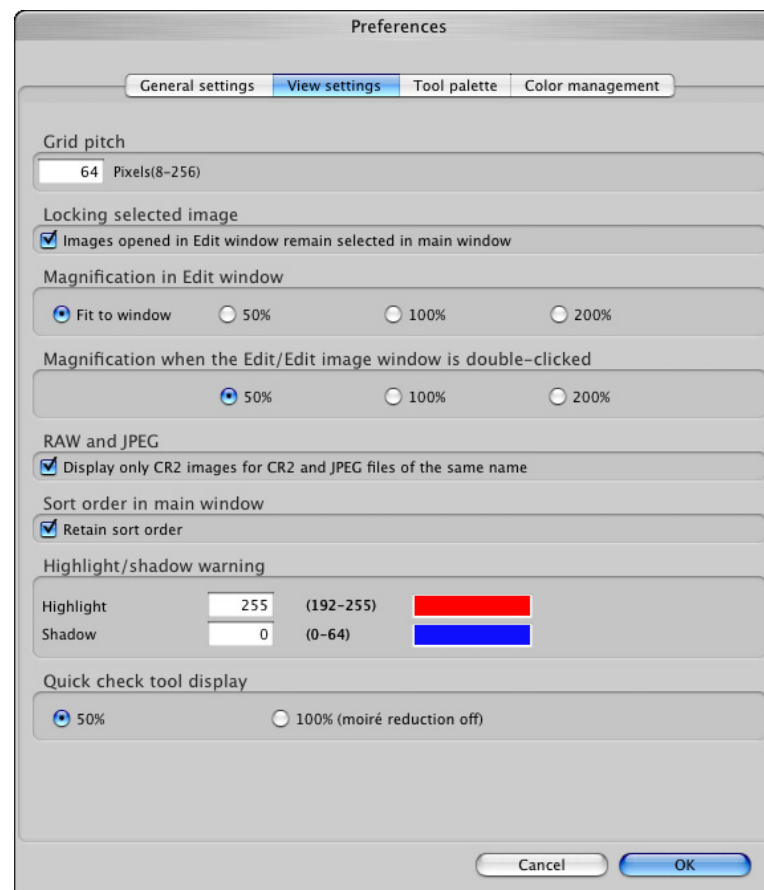 Preferences
General settings View settings Tool palette Color management
Grid pitch
64 Pixels(8-256)
Locking selected image
Images opened in Edit window remain selected in main window
Magnification in Edit window
Fit to window 50% 100% 200%
Magnification when the Edit/Edit image window is double-clicked
50% 100% 200%
RAW and JPEG
Display only CR2 images for CR2 and JPEG files of the same name
Sort order in main window
Retain sort order
Highlight/shadow warning
Highlight 255 (192-255)
Shadow 0 (0-64)
Quick check tool display
50% 100% (moiré reduction off)
Cancel OK